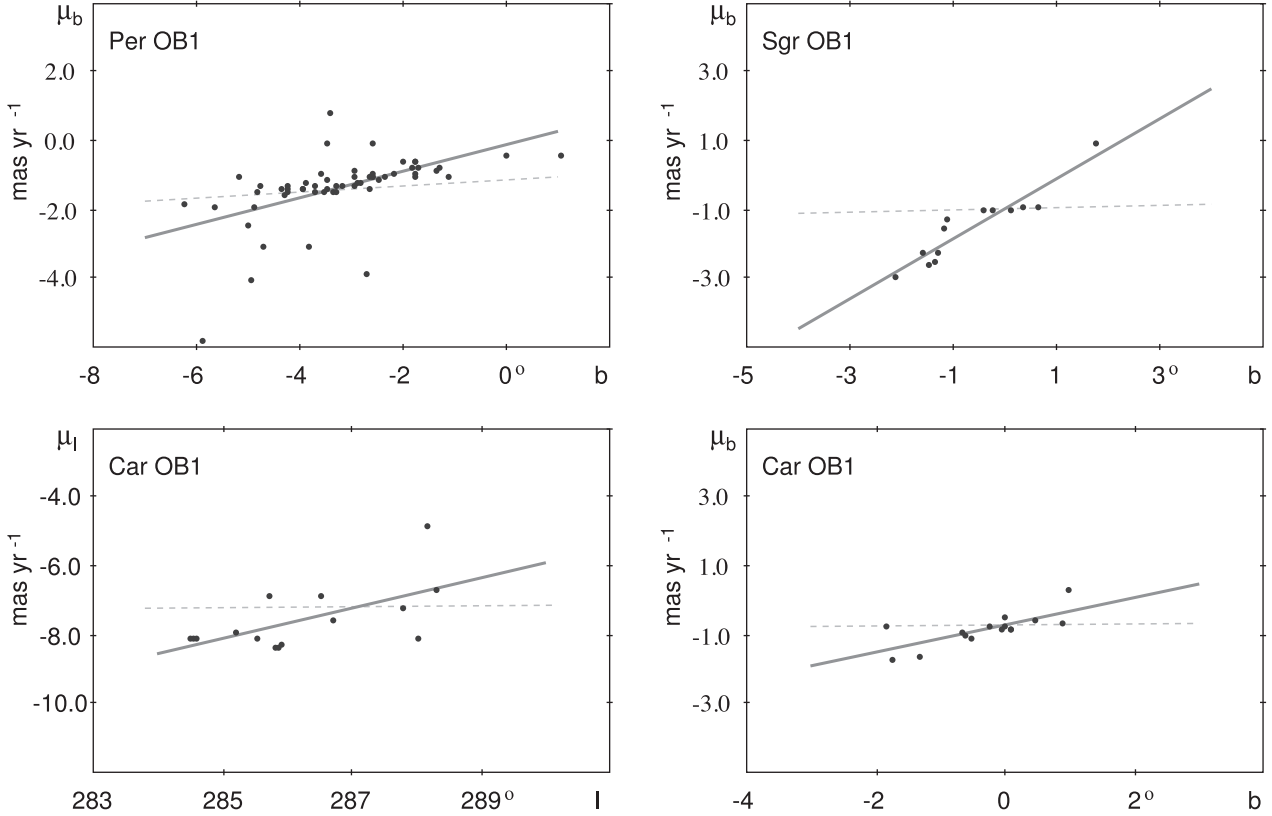 μb
Per OB1
mas yr -1
2.0
0.0
-2.0
-4.0
-8
-6
-4
-2
0o
b
μb
Sgr OB1
mas yr -1
3.0
1.0
-1.0
-3.0
-5
-3
-1
1
3o
b
μl
Car OB1
mas yr -1
-4.0
-6.0
-8.0
-10.0
283
285
287
289o
l
μb
Car OB1
mas yr -1
3.0
1.0
-1.0
-3.0
-4
-2
0
2o
b